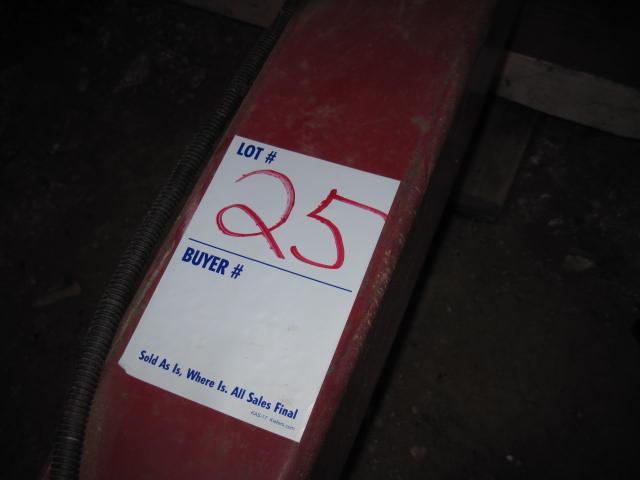 LOT #
25
BUYER #
Sold As Is, Where Is. All Sales Final